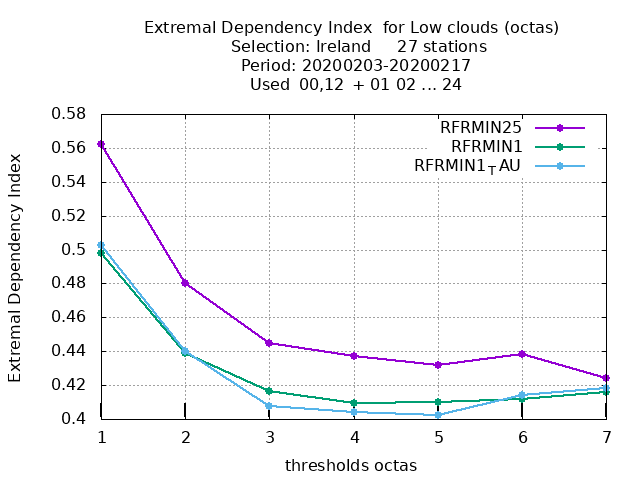 Extremal Dependency Index  for Low clouds (octas)
Selection: Ireland     27 stations
Period: 20200203-20200217
Used  00,12  + 01 02 ... 24
RFRMIN25
RFRMIN1
RFRMIN1TAU
Extremal Dependency Index
0.58
0.56
0.54
0.52
0.5
0.48
0.46
0.44
0.42
0.4
1 2 3 4 5 6 7
thresholds octas